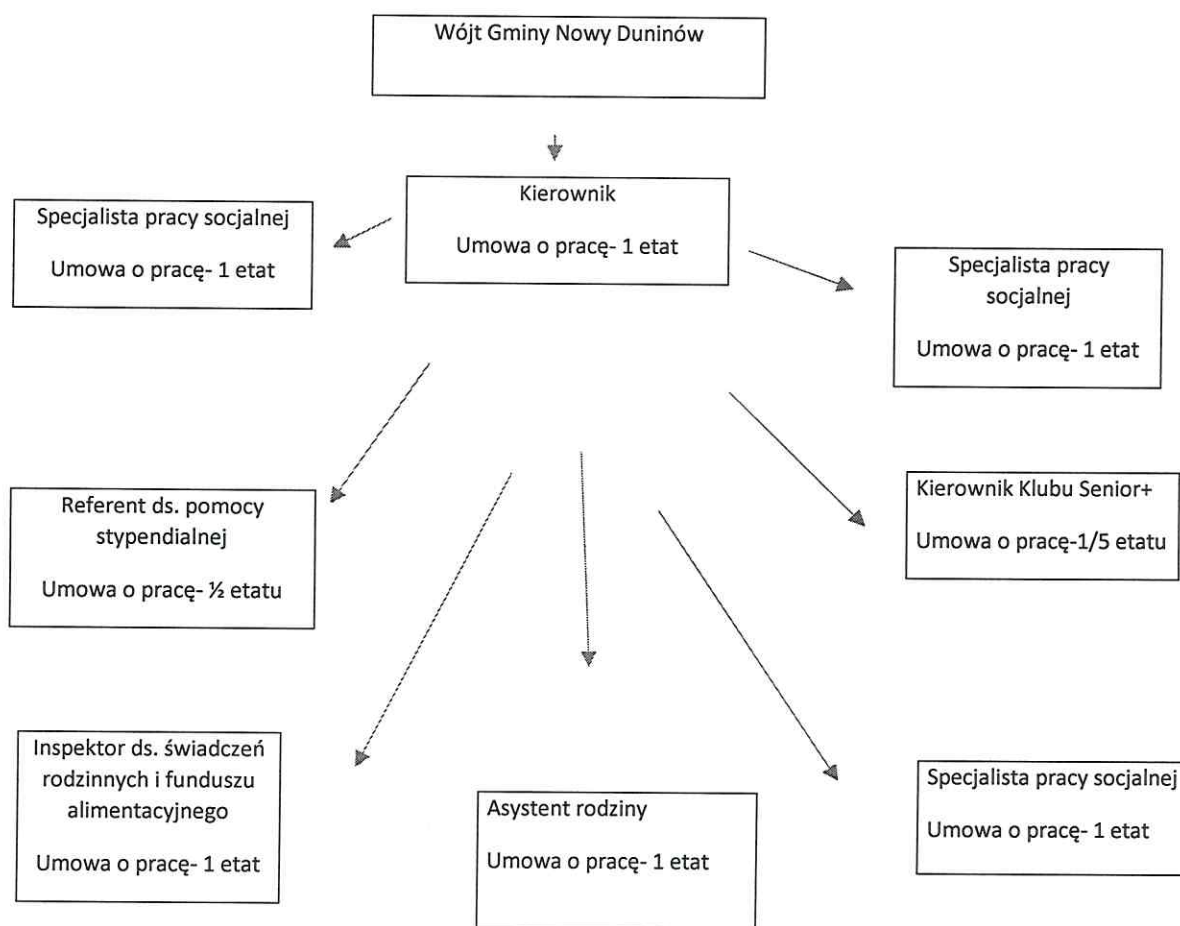 Wójt Gminy Nowy Duninów
Kierownik
Umowa o pracę- 1 etat
Specjalista pracy socjalnej
Umowa o pracę- 1 etat
Specjalista pracy
socjalnej
Umowa o pracę- 1 etat
Referent ds. pomocy
stypendialnej
Umowa o pracę- ½ etatu
Kierownik Klubu Senior+
Umowa o pracę-1/5 etatu
Inspektor ds. świadczeń
rodzinnych i funduszu
alimentacyjnego
Umowa o pracę- 1 etat
Asystent rodziny
Umowa o pracę- 1 etat
Specjalista pracy socjalnej
Umowa o pracę- 1 etat